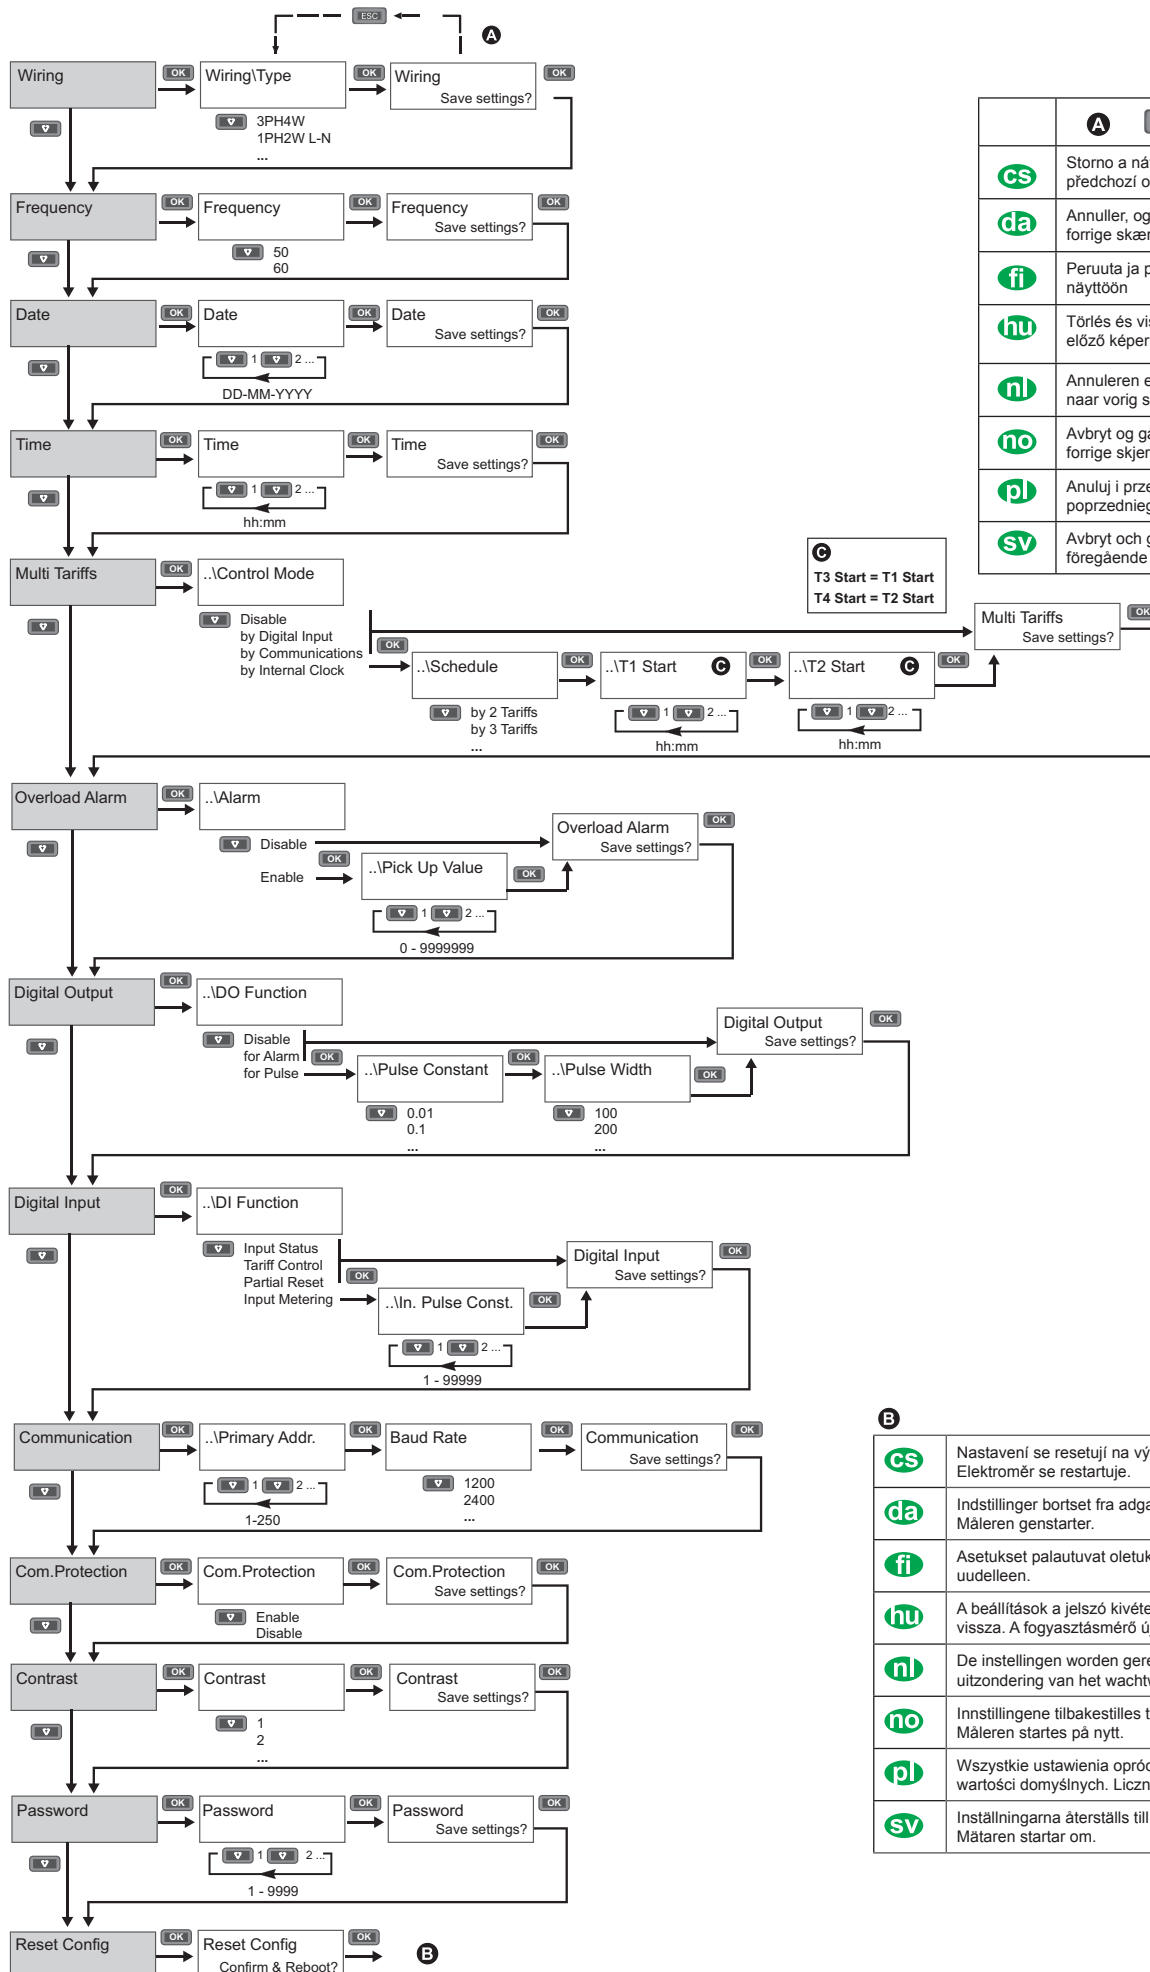 ESC
A
Wiring
OK
Wiring\Type
OK
Wiring
Save settings?
OK
3PH4W
1PH2W L-N
...
Frequency
OK
Frequency
OK
Frequency
Save settings?
OK
50
60
Date
OK
Date
OK
Date
Save settings?
OK
1 2 ...
DD-MM-YYYY
Time
OK
Time
OK
Time
Save settings?
OK
1 2 ...
hh:mm
Multi Tariffs
OK
..\Control Mode
Disable
by Digital Input
by Communications
by Internal Clock
OK
..\Schedule
OK
by 2 Tariffs
by 3 Tariffs
...
..\T1 Start C
OK
1 2 ...
hh:mm
..\T2 Start C
OK
1 2 ...
hh:mm
C
T3 Start = T1 Start
T4 Start = T2 Start
Multi Tariffs
Save settings?
OK
Overload Alarm
OK
..\Alarm
Disable
Enable
OK
..\Pick Up Value
OK
1 2 ...
0 - 9999999
Overload Alarm
Save settings?
OK
Digital Output
OK
..\DO Function
Disable
for Alarm
for Pulse
OK
..\Pulse Constant
OK
0.01
0.1
...
..\Pulse Width
OK
100
200
...
Digital Output
Save settings?
OK
Digital Input
OK
..\DI Function
Input Status
Tariff Control
Partial Reset
Input Metering
OK
..\In. Pulse Const.
OK
1 2 ...
1 - 99999
Digital Input
Save settings?
OK
Communication
OK
..\Primary Addr.
OK
1 2 ...
1-250
Baud Rate
OK
1200
2400
...
Communication
Save settings?
OK
Com.Protection
OK
Com.Protection
OK
Com.Protection
Save settings?
OK
Enable
Disable
Contrast
OK
Contrast
OK
Contrast
Save settings?
OK
1
2
...
Password
OK
Password
OK
Password
Save settings?
OK
1 2 ...
1 - 9999
Reset Config
OK
Reset Config
Confirm & Reboot?
OK
B
A
cs
Storno a ná
předchozí o
da
Annuller, og
forrige skær
fi
Peruuta ja p
näyttöön
hu
Törlés és vis
előző képer
nl
Annuleren e
naar vorig s
no
Avbryt og gå
forrige skjer
pl
Anuluj i prze
poprzednieg
sv
Avbryt och g
föregående
B
cs
Nastavení se resetují na vý
Elektroměr se restartuje.
da
Indstillinger bortset fra adga
Måleren genstarter.
fi
Asetukset palautuvat oletuk
uudelleen.
hu
A beállítások a jelszó kivéte
vissza. A fogyasztásmérő új
nl
De instellingen worden gere
uitzondering van het wachtw
no
Innstillingene tilbakestilles t
Måleren startes på nytt.
pl
Wszystkie ustawienia opróc
wartości domyślnych. Liczn
sv
Inställningarna återställs till
Mätaren startar om.